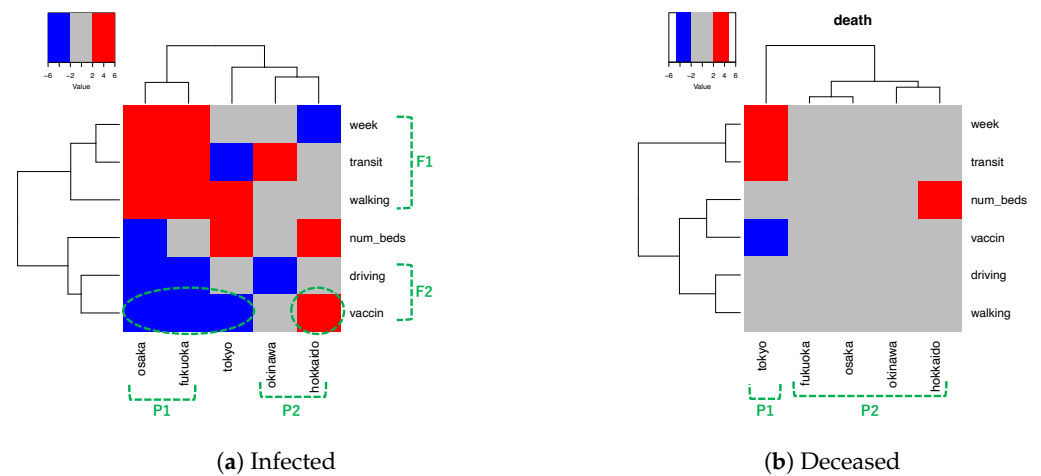 death
-6 -2 2 4 6
Value
-6 -2 2 4 6
Value
week
transit
walking
num_beds
driving
vaccin
F1
F2
osaka
fukuoka
tokyo
okinawa
hokkaido
P1
P2
week
transit
num_beds
vaccin
driving
walking
tokyo
fukuoka
osaka
okinawa
hokkaido
P1
P2
(a) Infected
(b) Deceased